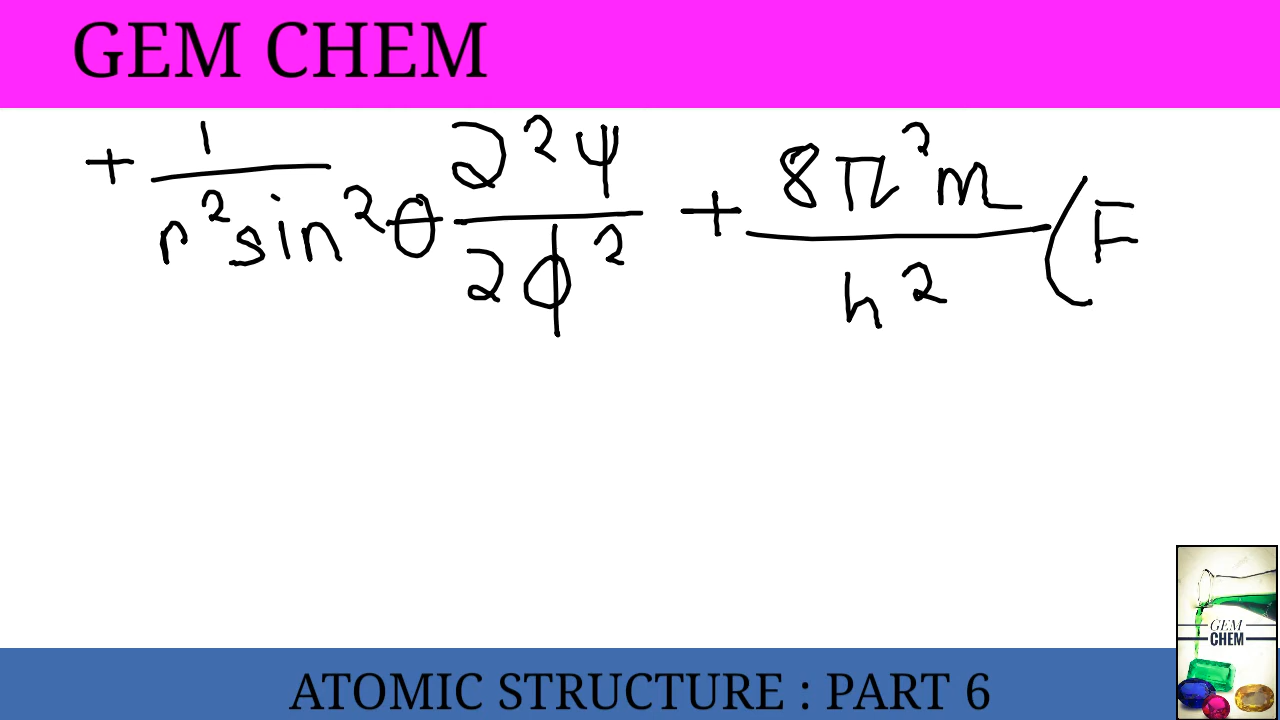 GEM CHEM
+ 1/(r²sin²θ) ∂²ψ/∂φ² + 8π²m/h² (E
GEM
CHEM
ATOMIC STRUCTURE : PART 6